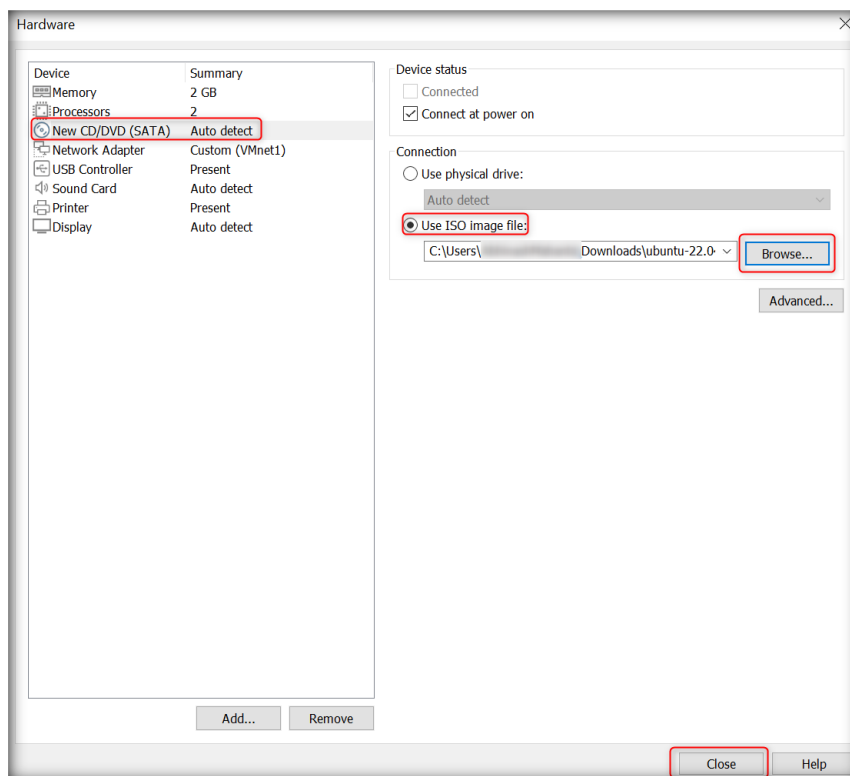 Hardware
Device Summary
Memory 2 GB
Processors 2
New CD/DVD (SATA) Auto detect
Network Adapter Custom (VMnet1)
USB Controller Present
Sound Card Auto detect
Printer Present
Display Auto detect
Add... Remove
Device status
Connected
Connect at power on
Connection
Use physical drive:
Auto detect
Use ISO image file:
C:\Users\ Downloads\ubuntu-22.0 Browse...
Advanced...
Close Help